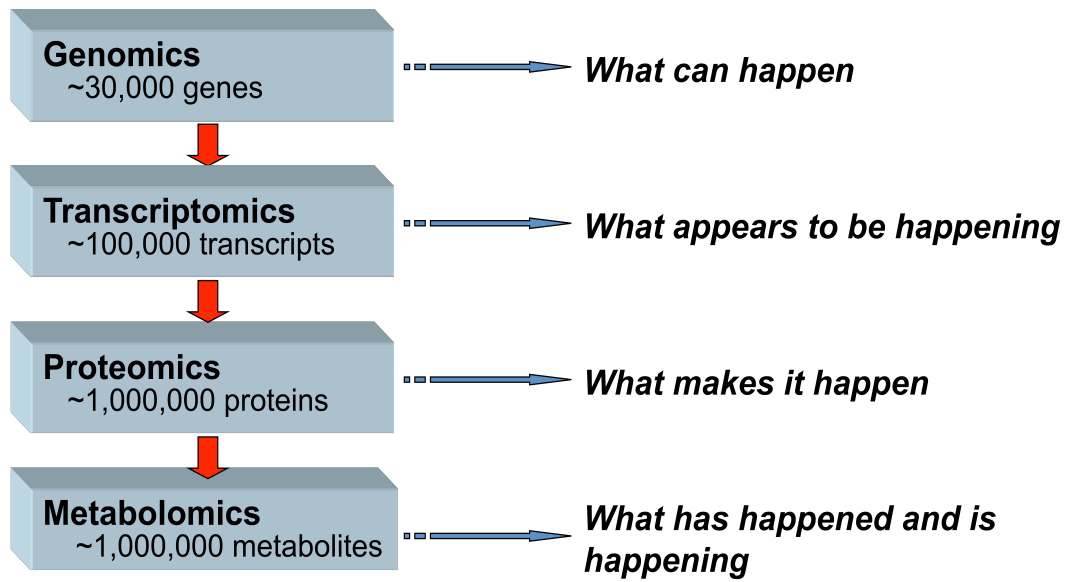 Genomics
~30,000 genes
What can happen
Transcriptomics
~100,000 transcripts
What appears to be happening
Proteomics
~1,000,000 proteins
What makes it happen
Metabolomics
~1,000,000 metabolites
What has happened and is
happening